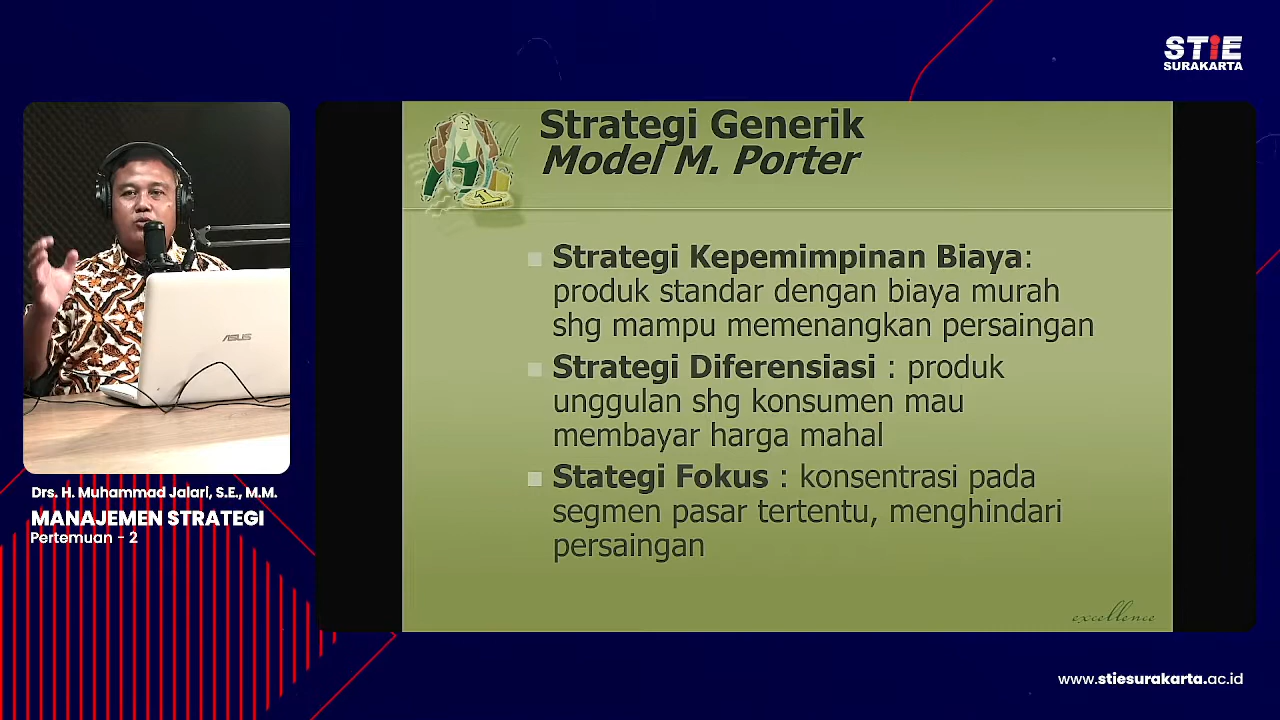 STIE
SURAKARTA
Strategi Generik
Model M. Porter
Strategi Kepemimpinan Biaya:
produk standar dengan biaya murah
shg mampu memenangkan persaingan
Strategi Diferensiasi : produk
unggulan shg konsumen mau
membayar harga mahal
Stategi Fokus : konsentrasi pada
segmen pasar tertentu, menghindari
persaingan
excellence
ASUS
Drs. H. Muhammad Jalari, S.E., M.M.
MANAJEMEN STRATEGI
Pertemuan - 2
www.stiesurakarta.ac.id